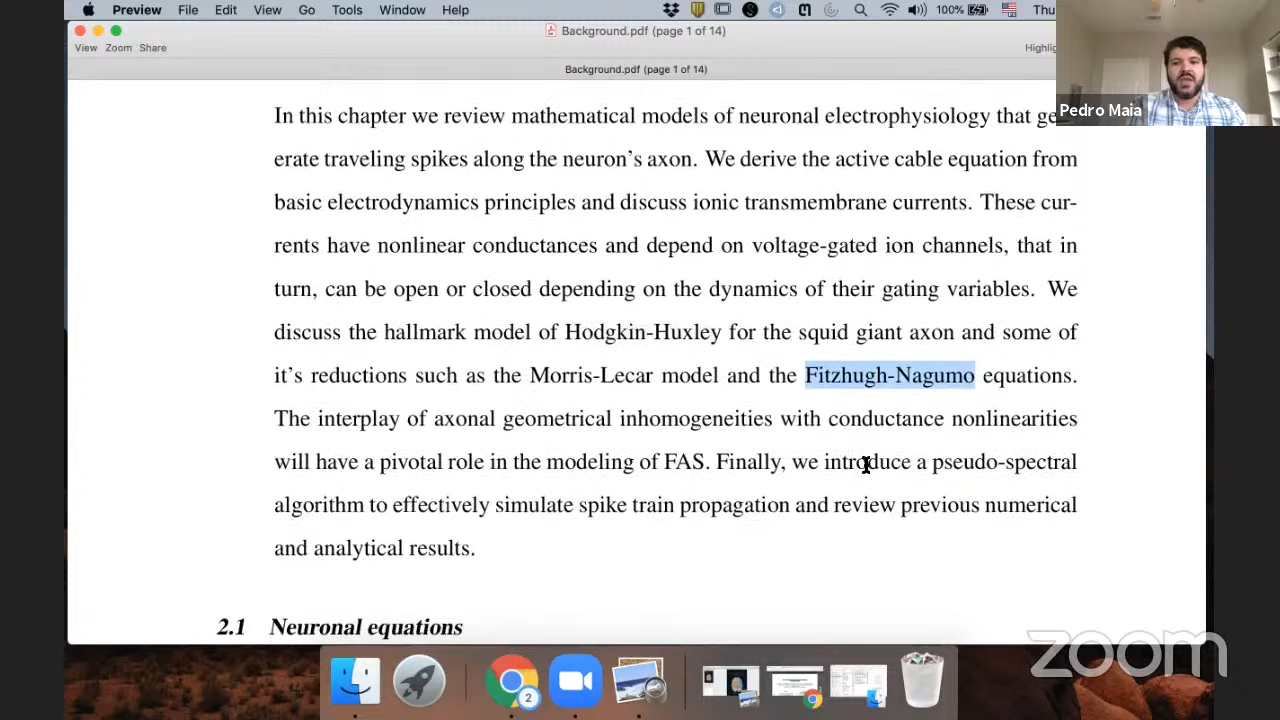 Preview File Edit View Go Tools Window Help 100% Thu
Background.pdf (page 1 of 14)
View Zoom Share
Background.pdf (page 1 of 14)
Pedro Maia
In this chapter we review mathematical models of neuronal electrophysiology that
erate traveling spikes along the neuron's axon. We derive the active cable equation from
basic electrodynamics principles and discuss ionic transmembrane currents. These cur-
rents have nonlinear conductances and depend on voltage-gated ion channels, that in
turn, can be open or closed depending on the dynamics of their gating variables. We
discuss the hallmark model of Hodgkin-Huxley for the squid giant axon and some of
it's reductions such as the Morris-Lecar model and the Fitzhugh-Nagumo equations.
The interplay of axonal geometrical inhomogeneities with conductance nonlinearities
will have a pivotal role in the modeling of FAS. Finally, we introduce a pseudo-spectral
algorithm to effectively simulate spike train propagation and review previous numerical
and analytical results.
2.1 Neuronal equations
zoom
2